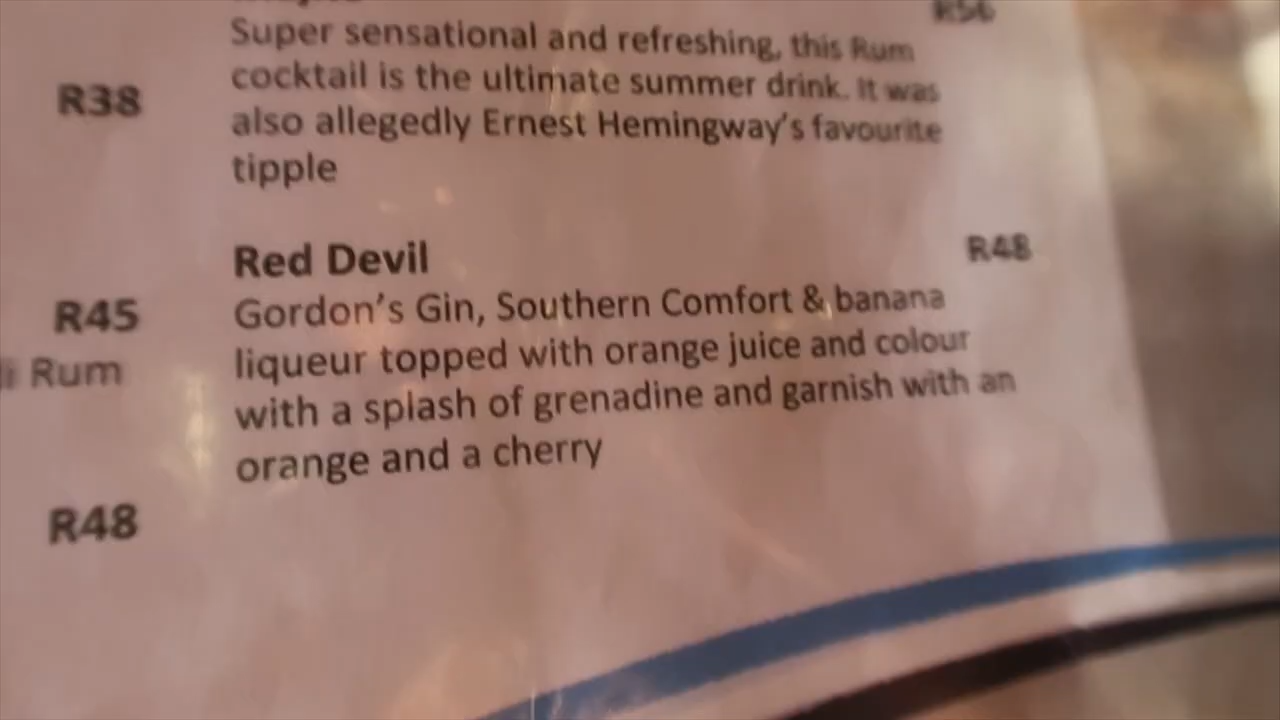 R56
Super sensational and refreshing, this Rum
cocktail is the ultimate summer drink. It was
also allegedly Ernest Hemingway's favourite
tipple
R38
Red Devil
R48
Gordon's Gin, Southern Comfort & banana
liqueur topped with orange juice and colour
with a splash of grenadine and garnish with an
orange and a cherry
R45
Rum
R48